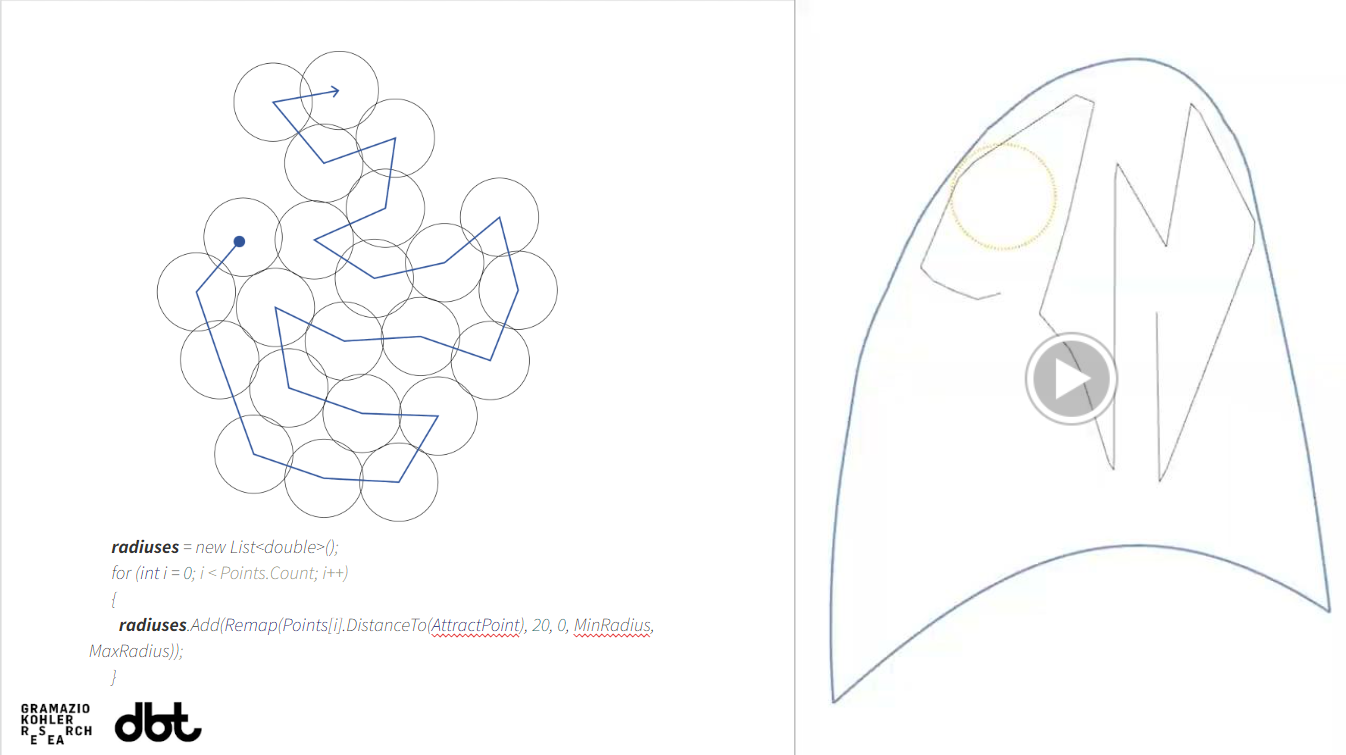 radiuses = new List<double>();
for (int i = 0; i < Points.Count; i++)
{
radiuses.Add(Remap(Points[i].DistanceTo(AttractPoint), 20, 0, MinRadius,
MaxRadius));
}
GRAMAZIO
KOHLER
RESEARCH
dbt